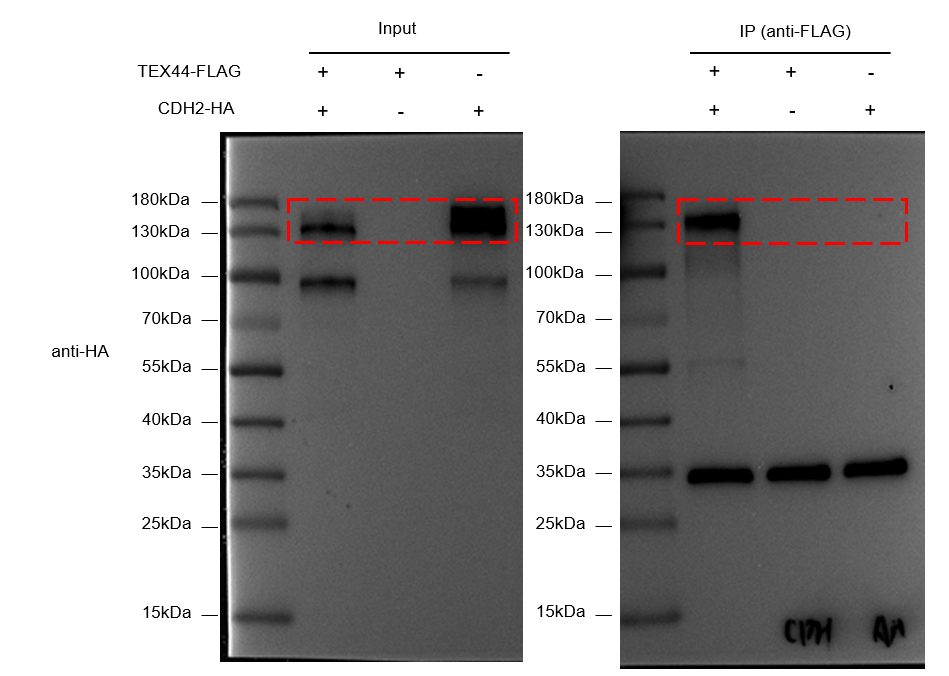 Input
IP (anti-FLAG)
TEX44-FLAG + + - + + -
CDH2-HA + - + + - +
180kDa 180kDa
130kDa 130kDa
100kDa 100kDa
70kDa 70kDa
anti-HA
55kDa 55kDa
40kDa 40kDa
35kDa 35kDa
25kDa 25kDa
15kDa 15kDa